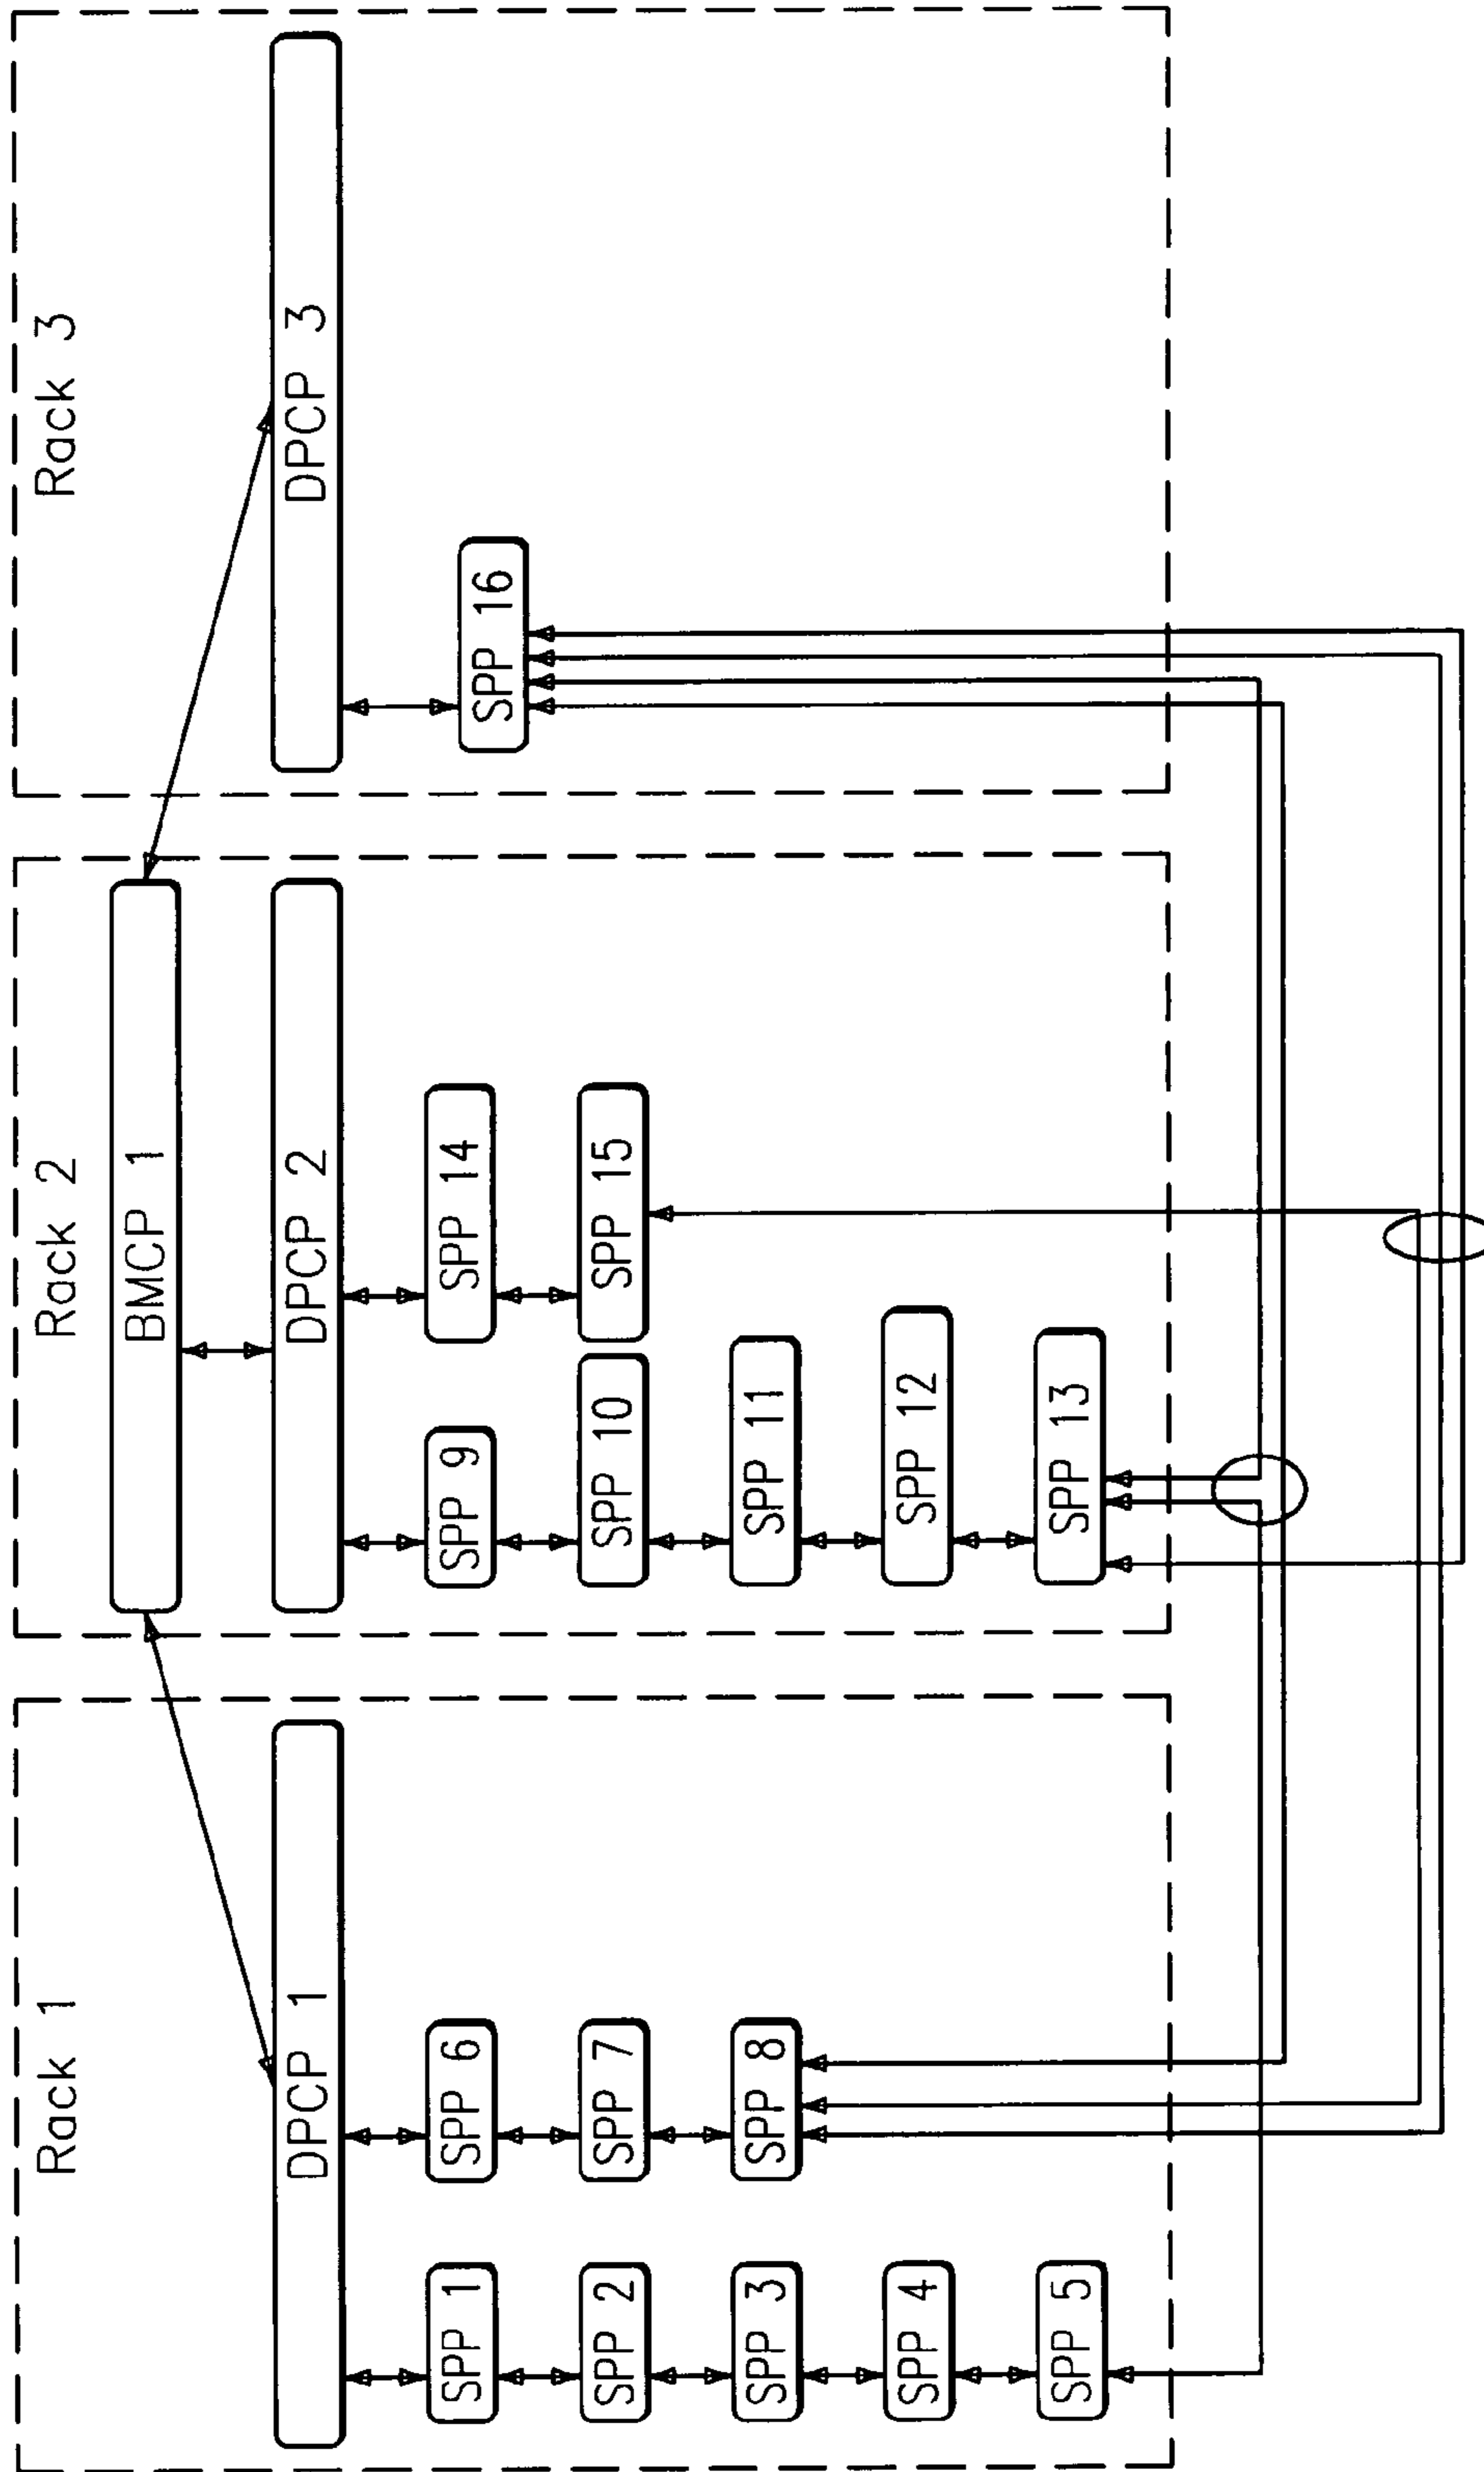 Rack 1
DPCP 1
SPP 1
SPP 2
SPP 3
SPP 4
SPP 5
SPP 6
SPP 7
SPP 8
Rack 2
BMCP 1
DPCP 2
SPP 9
SPP 10
SPP 11
SPP 12
SPP 13
SPP 14
SPP 15
Rack 3
DPCP 3
SPP 16